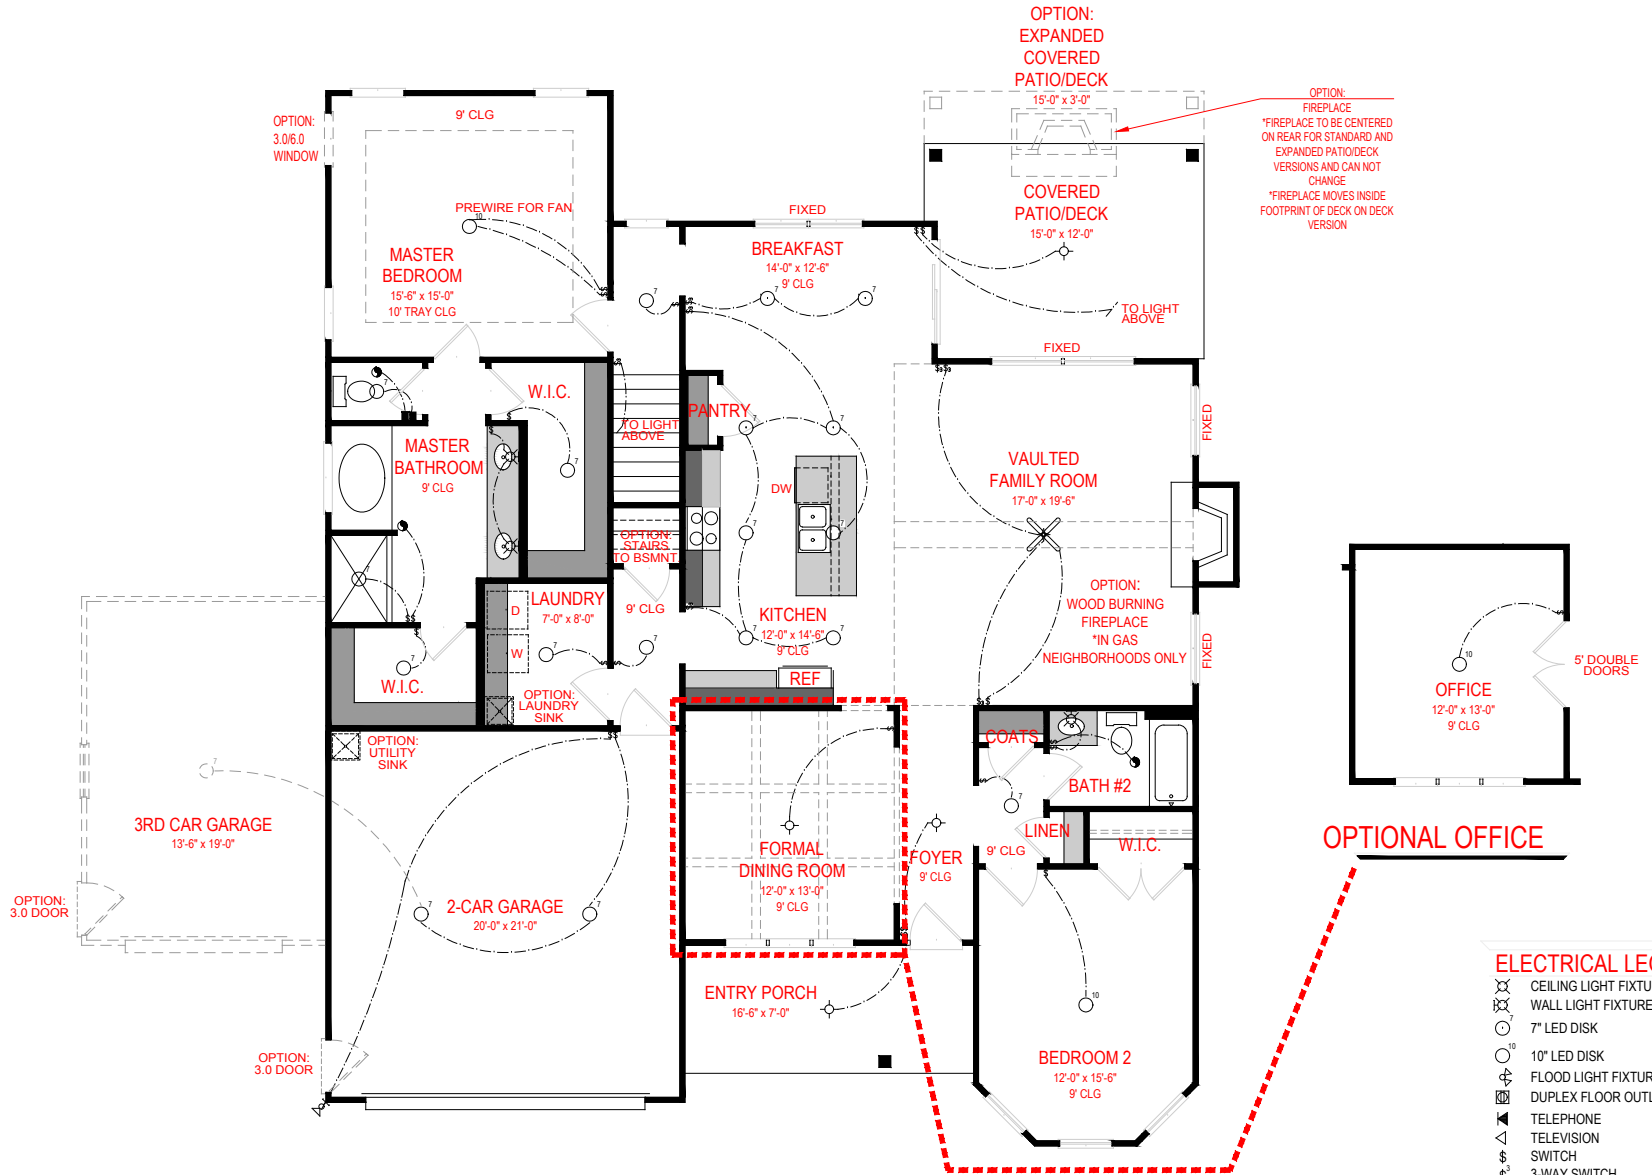 OPTION:
EXPANDED
COVERED
PATIO/DECK
15'-0" x 3'-0"
OPTION:
FIREPLACE
*FIREPLACE TO BE CENTERED
ON REAR FOR STANDARD AND
EXPANDED PATIO/DECK
VERSIONS AND CAN NOT
CHANGE
*FIREPLACE MOVES INSIDE
FOOTPRINT OF DECK ON DECK
VERSION
OPTION:
3.0/6.0
WINDOW
9' CLG
PREWIRE FOR FAN
10
MASTER
BEDROOM
15'-6" x 15'-0"
10' TRAY CLG
FIXED
BREAKFAST
14'-0" x 12'-6"
9' CLG
COVERED
PATIO/DECK
15'-0" x 12'-0"
TO LIGHT
ABOVE
FIXED
W.I.C.
TO LIGHT
ABOVE
PANTRY
MASTER
BATHROOM
9' CLG
DW
VAULTED
FAMILY ROOM
17'-0" x 19'-6"
FIXED
OPTION:
STAIRS
TO BSMNT
D
W
LAUNDRY
7'-0" x 8'-0"
9' CLG
KITCHEN
12'-0" x 14'-6"
9' CLG
REF
OPTION:
WOOD BURNING
FIREPLACE
*IN GAS
NEIGHBORHOODS ONLY
FIXED
W.I.C.
OPTION:
LAUNDRY
SINK
OPTION:
UTILITY
SINK
COATS
BATH #2
LINEN
W.I.C.
9' CLG
5' DOUBLE
DOORS
10
OFFICE
12'-0" x 13'-0"
9' CLG
OPTIONAL OFFICE
3RD CAR GARAGE
13'-6" x 19'-0"
OPTION:
3.0 DOOR
2-CAR GARAGE
20'-0" x 21'-0"
FORMAL
DINING ROOM
12'-0" x 13'-0"
9' CLG
FOYER
9' CLG
ENTRY PORCH
16'-6" x 7'-0"
OPTION:
3.0 DOOR
10
BEDROOM 2
12'-0" x 15'-6"
9' CLG
ELECTRICAL LE
CEILING LIGHT FIXTU
WALL LIGHT FIXTURE
7 7" LED DISK
10 10" LED DISK
FLOOD LIGHT FIXTUR
DUPLEX FLOOR OUTL
TELEPHONE
TELEVISION
$ SWITCH
$3 3-WAY SWITCH